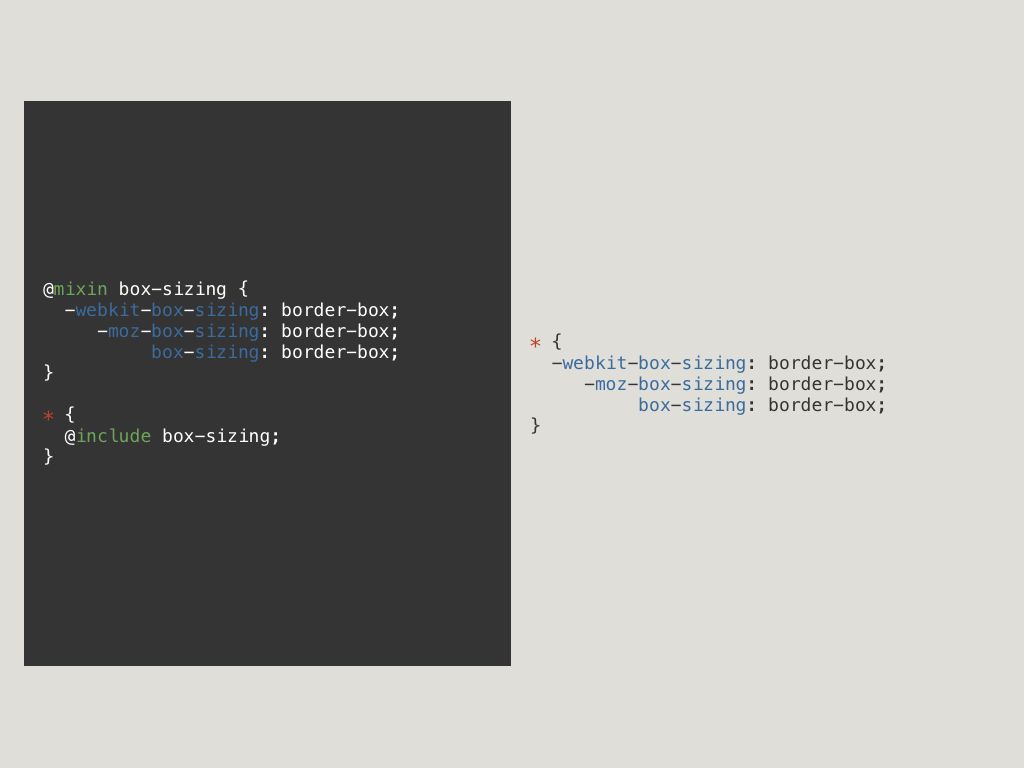 @mixin box-sizing {
  -webkit-box-sizing: border-box;
     -moz-box-sizing: border-box;
          box-sizing: border-box;
}

* {
  @include box-sizing;
}

* {
  -webkit-box-sizing: border-box;
     -moz-box-sizing: border-box;
          box-sizing: border-box;
}